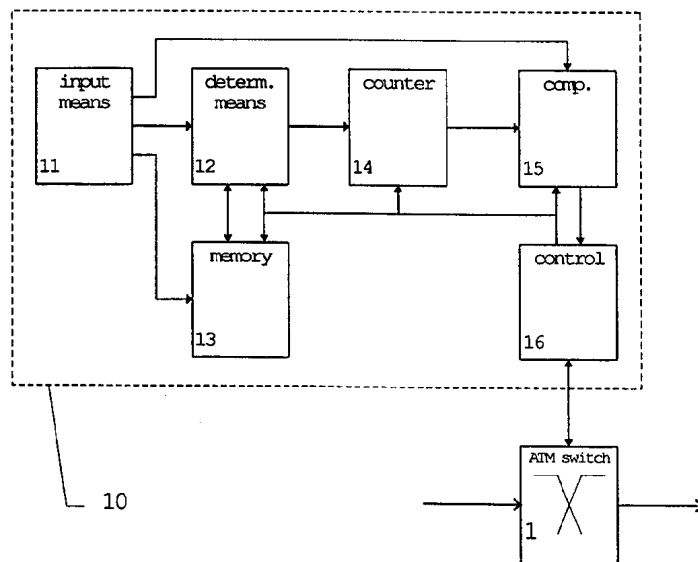 input
means
11
determ.
means
12
counter
14
comp.
15
memory
13
control
16
10
ATM switch
1